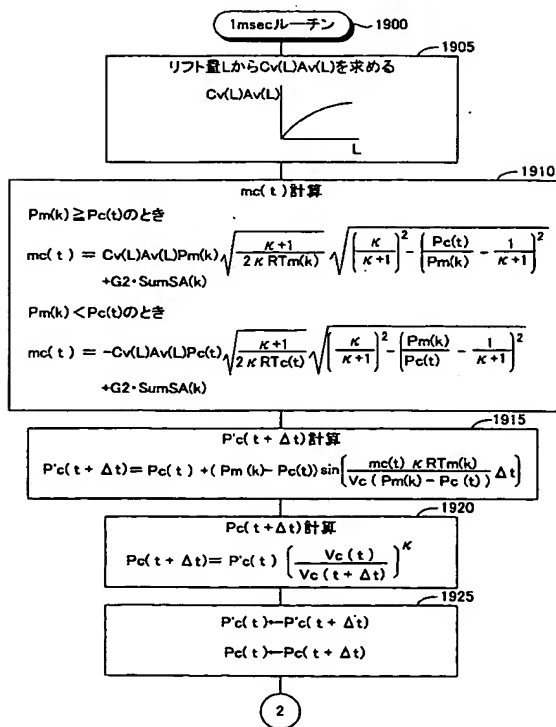 1msecルーチン
1900
1905
リフト量LからCv(L)Av(L)を求める
Cv(L)Av(L)
L
1910
mc(t)計算
Pm(k)≧Pc(t)のとき
mc(t) = Cv(L)Av(L)Pm(k)√((κ+1)/(2κRTm(k))) √((κ/(κ+1))^2-(Pc(t)/Pm(k)-1/(κ+1))^2)
+G2·SumSA(k)
Pm(k)<Pc(t)のとき
mc(t) = -Cv(L)Av(L)Pc(t)√((κ+1)/(2κRTc(t))) √((κ/(κ+1))^2-(Pm(k)/Pc(t)-1/(κ+1))^2)
+G2·SumSA(k)
1915
P'c(t+Δt)計算
P'c(t+Δt)=Pc(t)+(Pm(k)-Pc(t))sin(mc(t)κRTm(k)/(Vc(Pm(k)-Pc(t)))Δt)
1920
Pc(t+Δt)計算
Pc(t+Δt)=P'c(t)(Vc(t)/Vc(t+Δt))^κ
1925
P'c(t)←P'c(t+Δt)
Pc(t)←Pc(t+Δt)
2